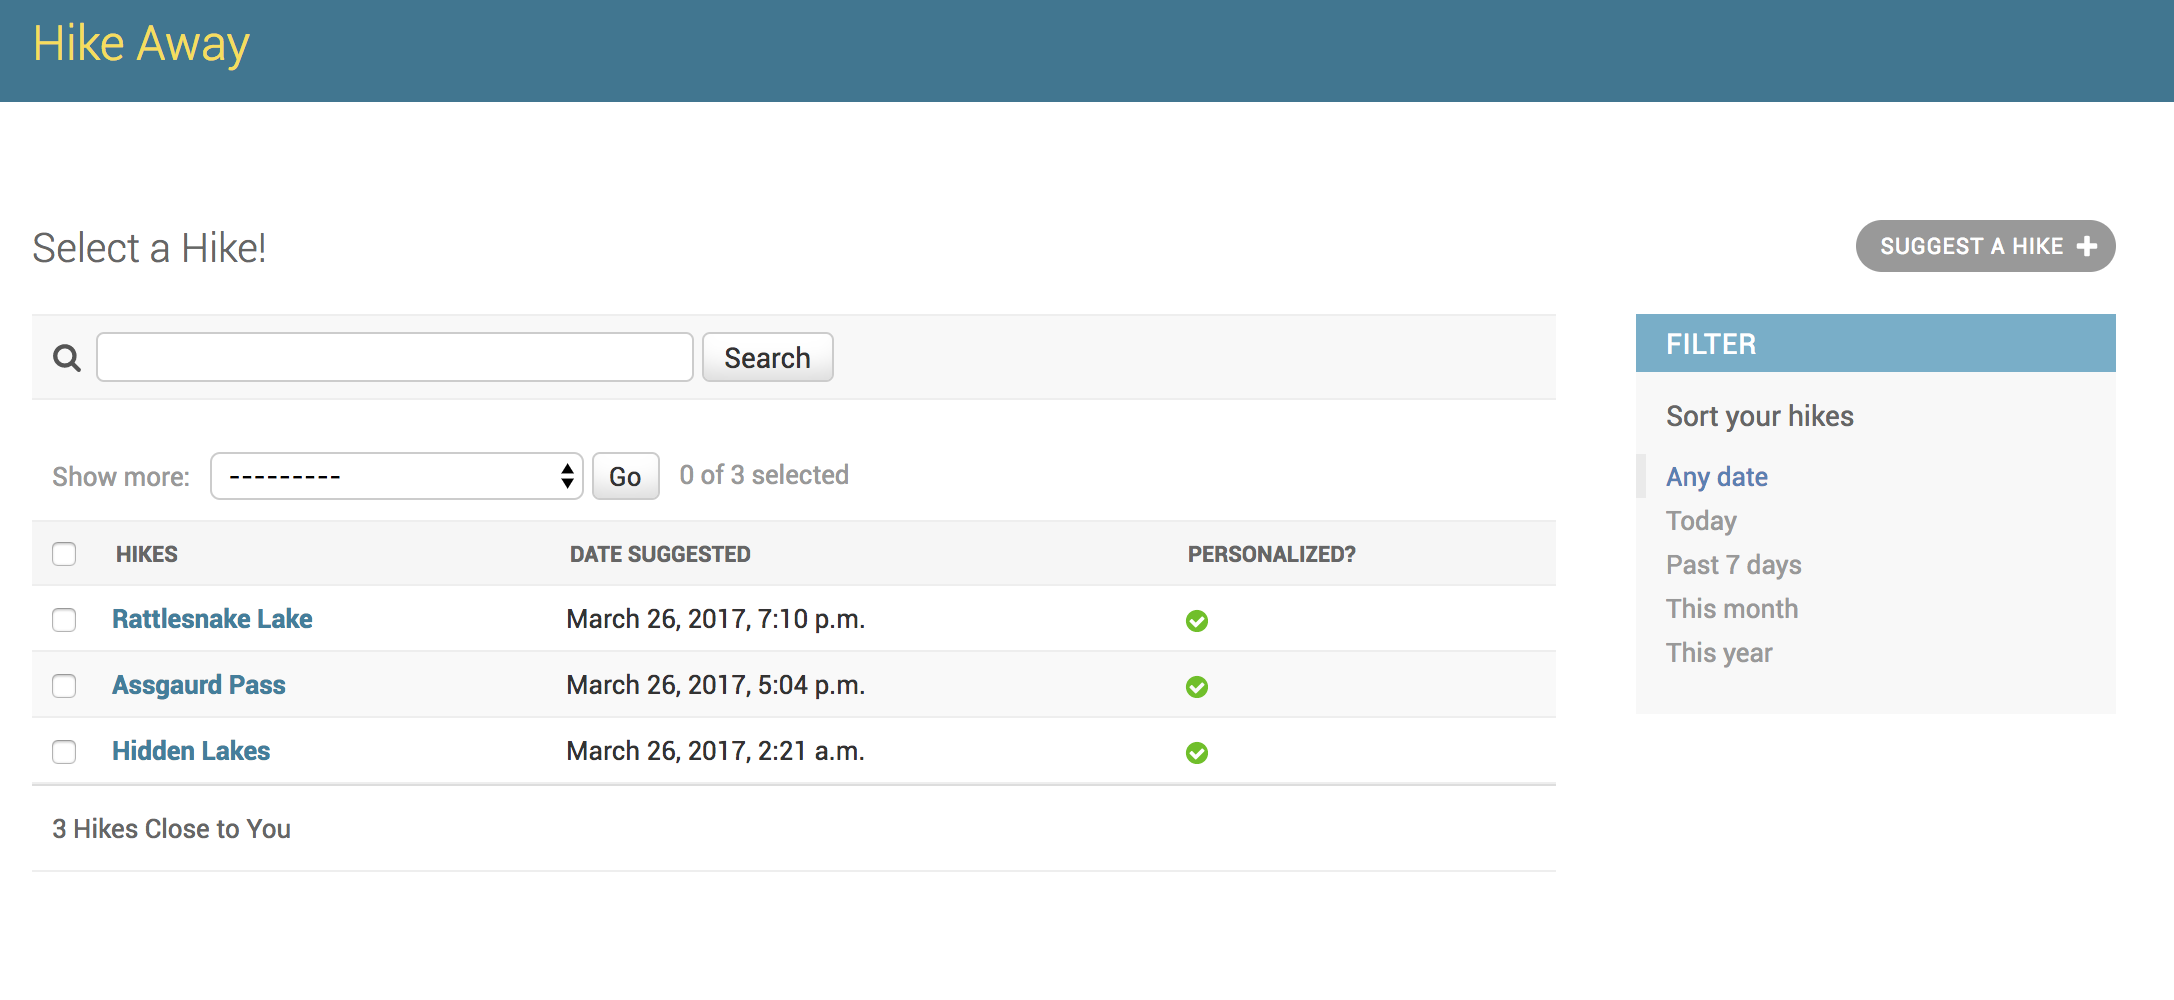 Hike Away
Select a Hike!
SUGGEST A HIKE +
Search
FILTER
Sort your hikes
Any date
Today
Past 7 days
This month
This year
Show more: --------- Go 0 of 3 selected
HIKES DATE SUGGESTED PERSONALIZED?
Rattlesnake Lake March 26, 2017, 7:10 p.m.
Assgaurd Pass March 26, 2017, 5:04 p.m.
Hidden Lakes March 26, 2017, 2:21 a.m.
3 Hikes Close to You